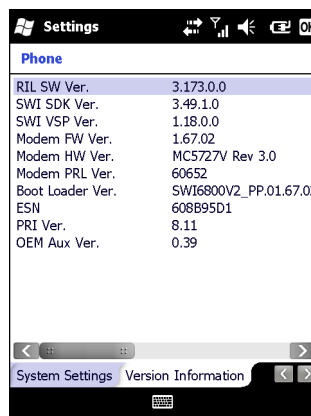 Settings
OK
Phone
RIL SW Ver. 3.173.0.0
SWI SDK Ver. 3.49.1.0
SWI VSP Ver. 1.18.0.0
Modem FW Ver. 1.67.02
Modem HW Ver. MC5727V Rev 3.0
Modem PRL Ver. 60652
Boot Loader Ver. SWI6800V2_PP.01.67.0
ESN 608B95D1
PRI Ver. 8.11
OEM Aux Ver. 0.39
System Settings Version Information